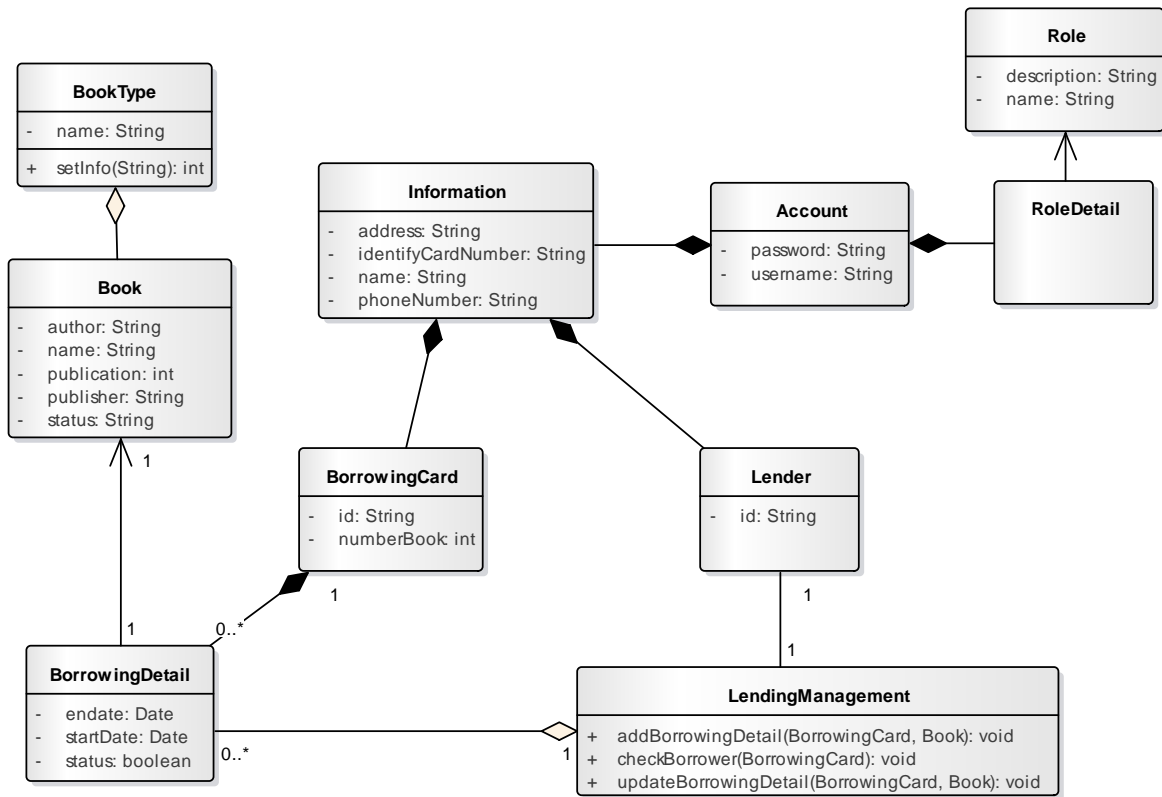 Role
- description: String
- name: String
BookType
- name: String
+ setInfo(String): int
Information
- address: String
- identifyCardNumber: String
- name: String
- phoneNumber: String
Account
- password: String
- username: String
RoleDetail
Book
- author: String
- name: String
- publication: int
- publisher: String
- status: String
1
BorrowingCard
- id: String
- numberBook: int
Lender
- id: String
1
1
1
0..*
1
BorrowingDetail
- endate: Date
- startDate: Date
- status: boolean
0..*
1
LendingManagement
+ addBorrowingDetail(BorrowingCard, Book): void
+ checkBorrower(BorrowingCard): void
+ updateBorrowingDetail(BorrowingCard, Book): void